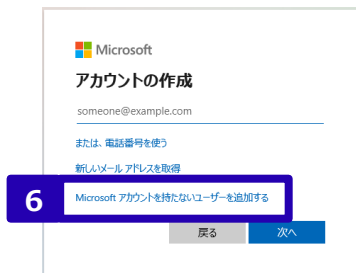 Microsoft
アカウントの作成
someone@example.com
または、電話番号を使う
新しいメール アドレスを取得
6
Microsoft アカウントを持たないユーザーを追加する
戻る
次へ